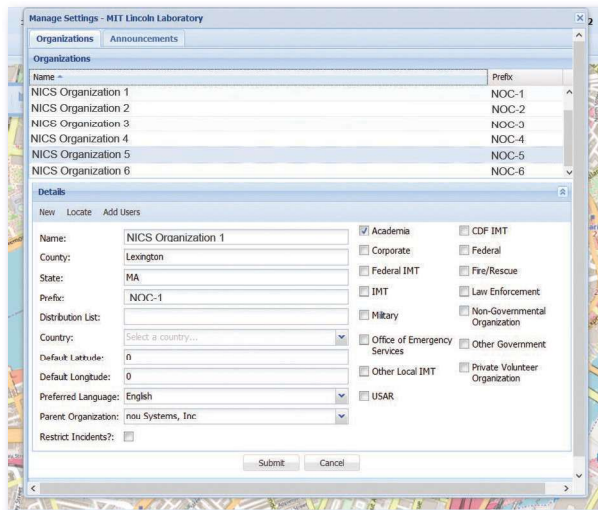 Manage Settings - MIT Lincoln Laboratory
Organizations Announcements
Organizations
Name Prefix
NICS Organization 1 NOC-1
NICS Organization 2 NOC-2
NICS Organization 3 NOC-3
NICS Organization 4 NOC-4
NICS Organization 5 NOC-5
NICS Organization 6 NOC-6
Details
New Locate Add Users
Name: NICS Organization 1
County: Lexington
State: MA
Prefix: NOC-1
Distribution List:
Country: Select a country...
Default Latitude: 0
Default Longitude: 0
Preferred Language: English
Parent Organization: nou Systems, Inc
Restrict Incidents?:
Academia
Corporate
Federal IMT
IMT
Military
Office of Emergency
Services
Other Local IMT
USAR
CDF IMT
Federal
Fire/Rescue
Law Enforcement
Non-Governmental
Organization
Other Government
Private Volunteer
Organization
Submit Cancel